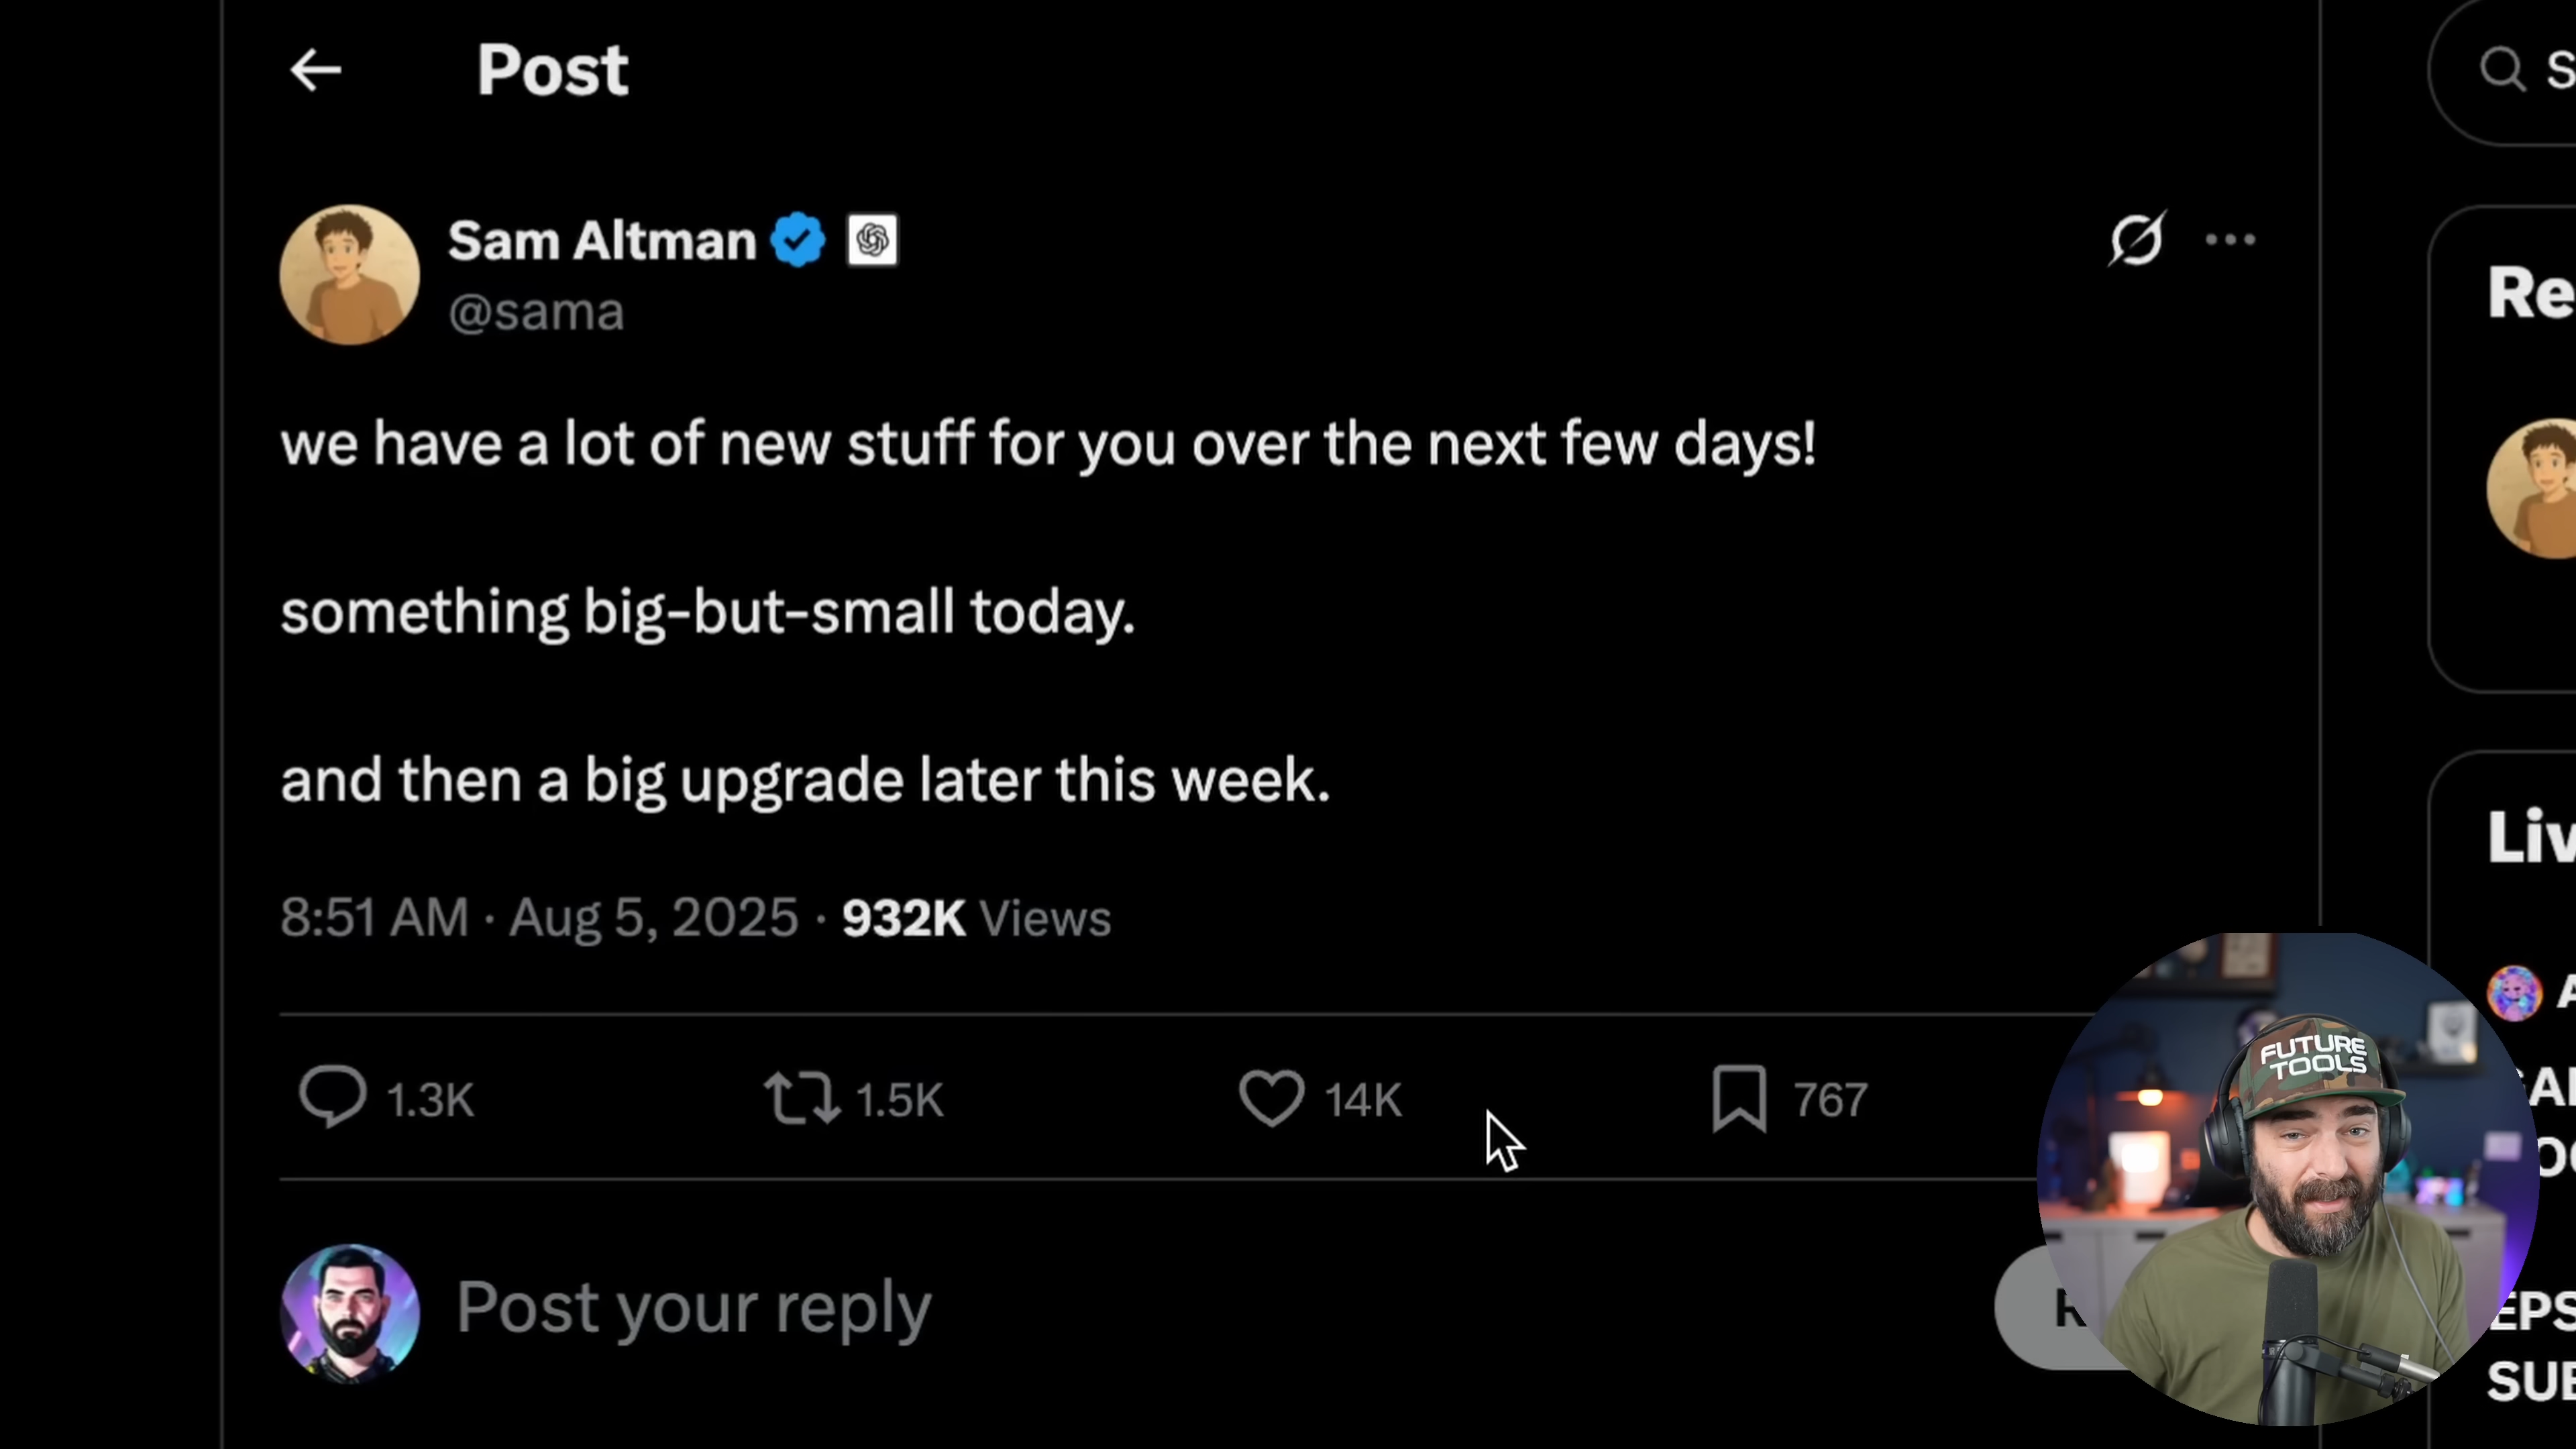 Post
Sam Altman
@sama
we have a lot of new stuff for you over the next few days!
something big-but-small today.
and then a big upgrade later this week.
8:51 AM · Aug 5, 2025 · 932K Views
1.3K 1.5K 14K 767
Post your reply
FUTURE
TOOLS